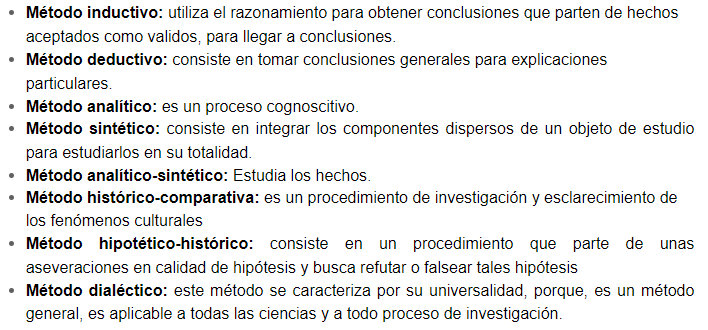 Método inductivo: utiliza el razonamiento para obtener conclusiones que parten de hechos
aceptados como validos, para llegar a conclusiones.
Método deductivo: consiste en tomar conclusiones generales para explicaciones
particulares.
Método analítico: es un proceso cognoscitivo.
Método sintético: consiste en integrar los componentes dispersos de un objeto de estudio
para estudiarlos en su totalidad.
Método analítico-sintético: Estudia los hechos.
Método histórico-comparativa: es un procedimiento de investigación y esclarecimiento de
los fenómenos culturales
Método hipotético-histórico: consiste en un procedimiento que parte de unas
aseveraciones en calidad de hipótesis y busca refutar o falsear tales hipótesis
Método dialéctico: este método se caracteriza por su universalidad, porque, es un método
general, es aplicable a todas las ciencias y a todo proceso de investigación.